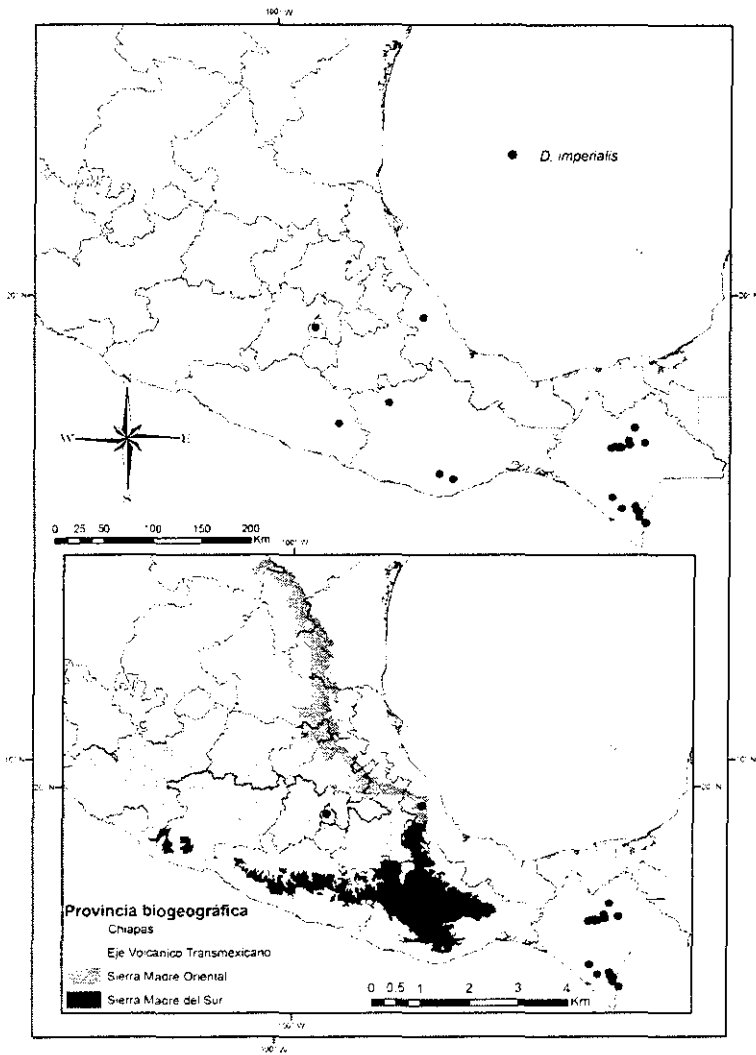 100° W
D. imperialis
20° N
20° N
N
W
E
S
0 25 50 100 150 200
Km
100° W
Provincia biogeográfica
Chiapas
Eje Volcanico Transmexicano
Sierra Madre Oriental
Sierra Madre del Sur
0 0.5 1 2 3 4
Km
20° N
20° N
100° W
100° W